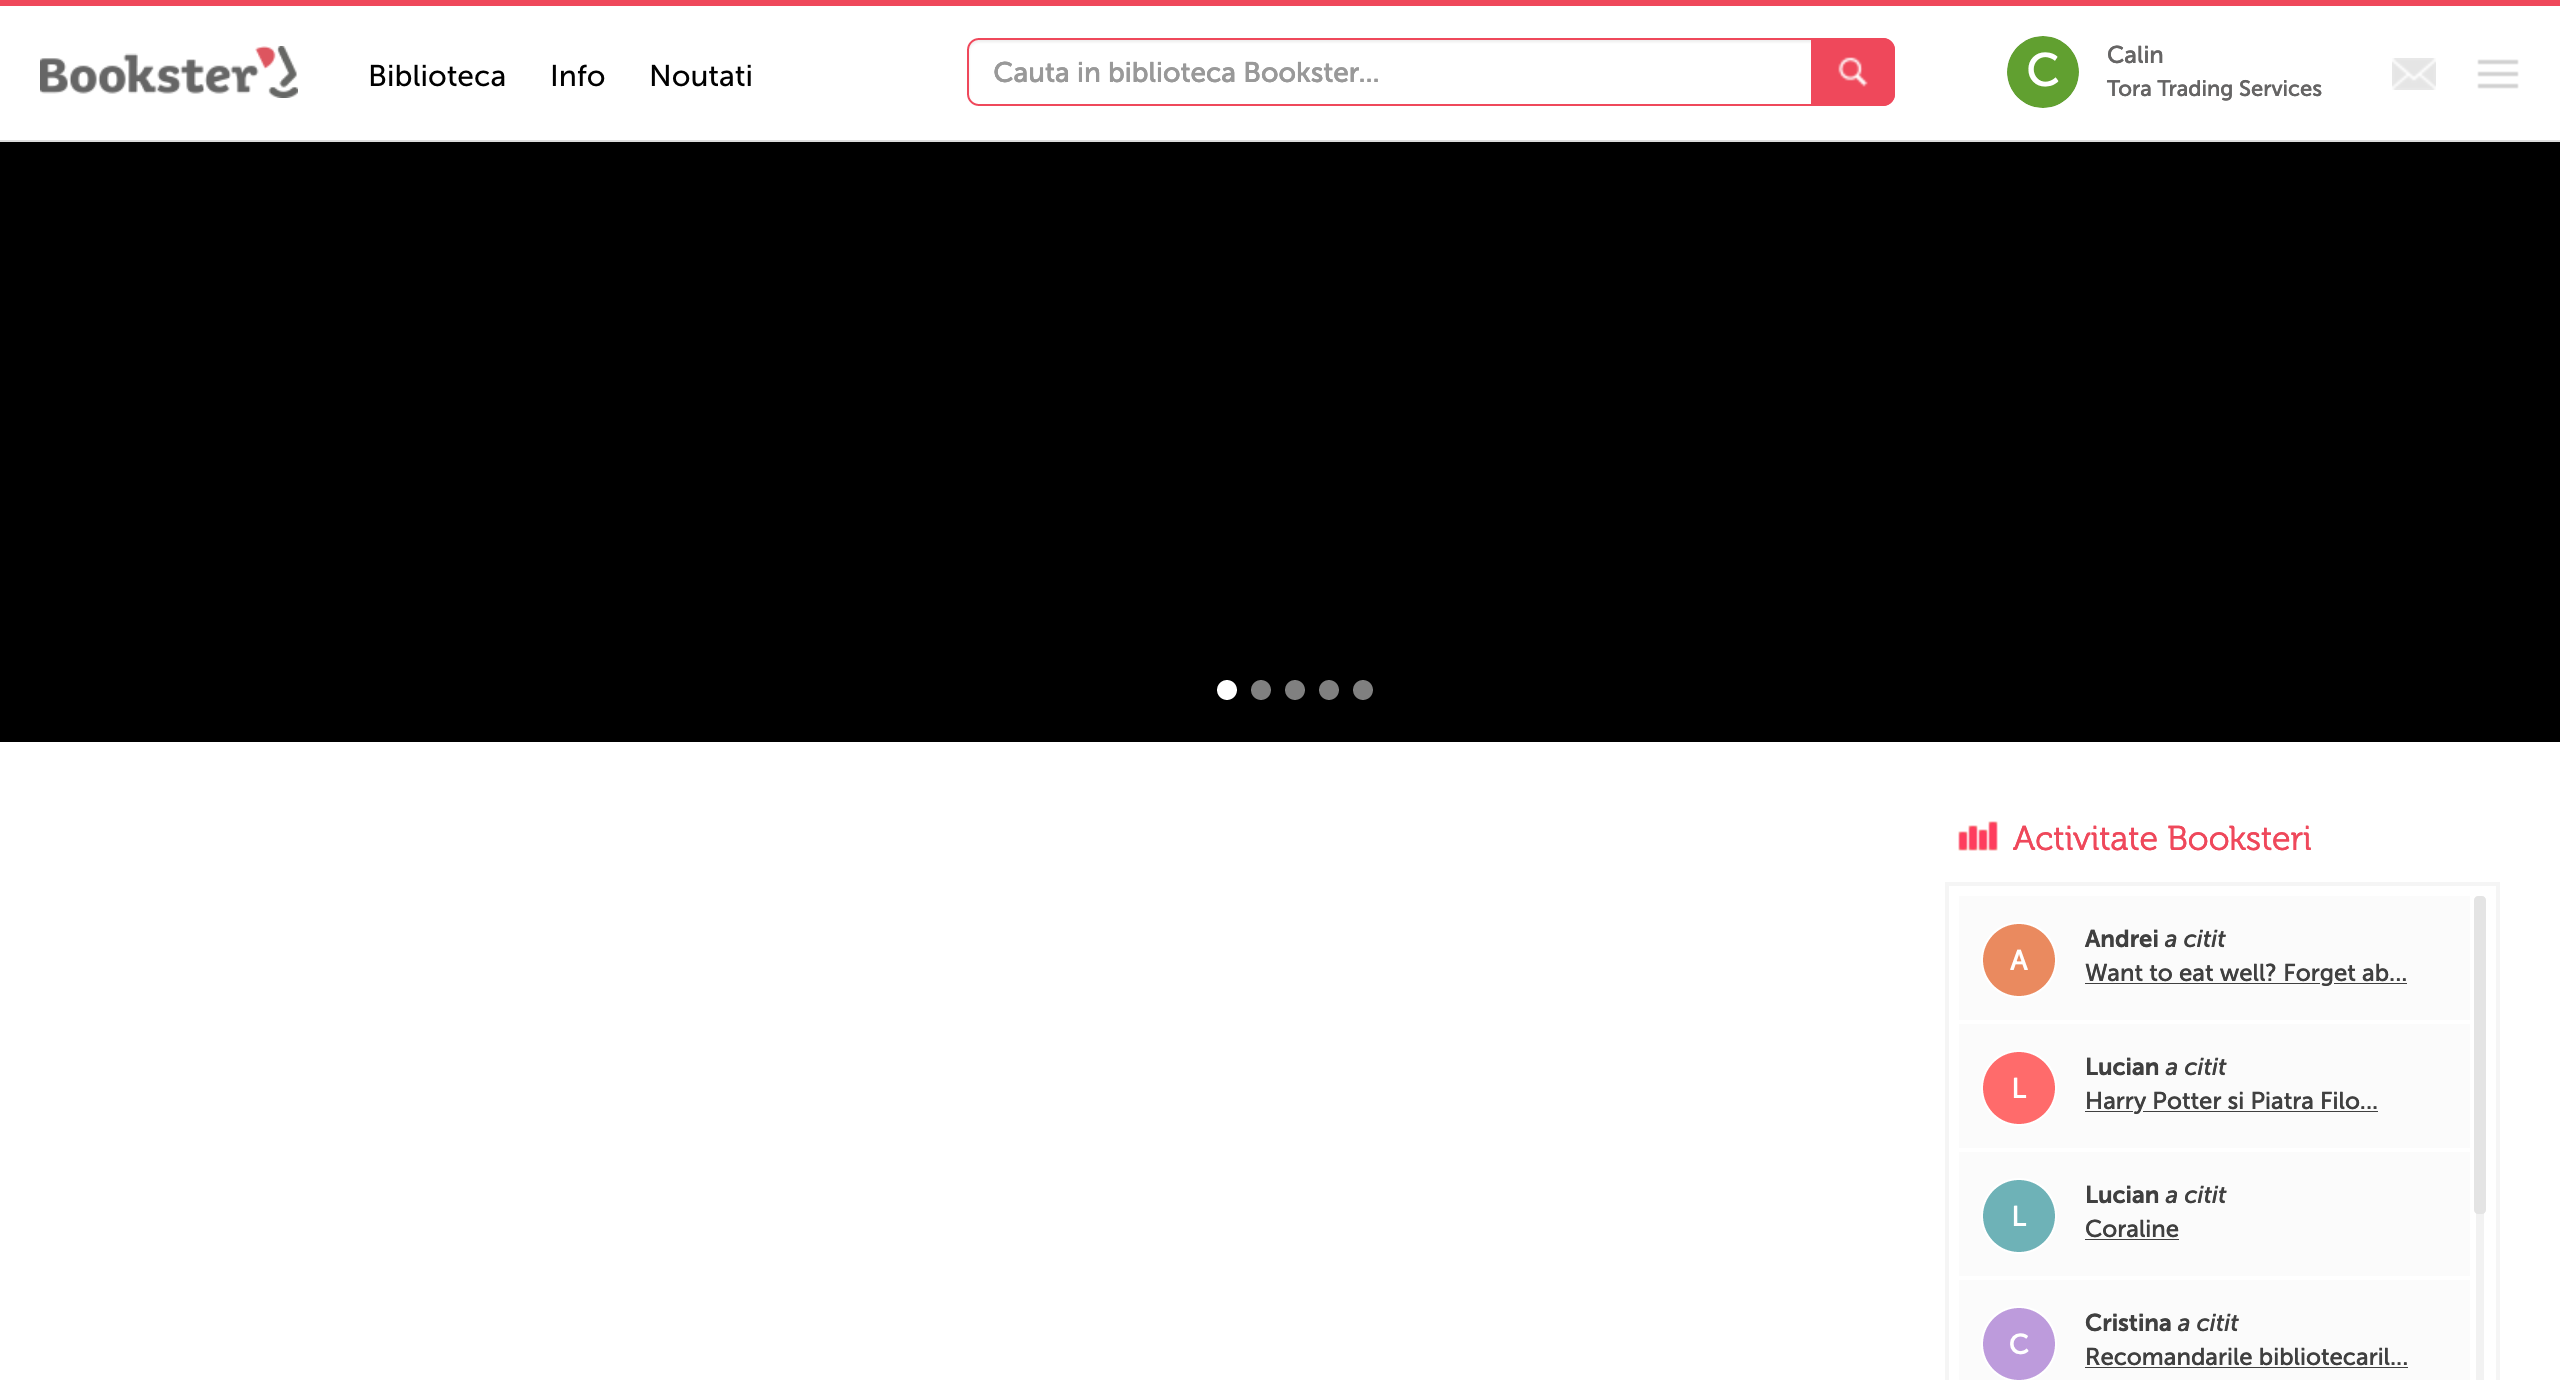 Bookster
Biblioteca
Info
Noutati
Cauta in biblioteca Bookster...
C
Calin
Tora Trading Services
Activitate Booksteri
A
Andrei a citit
Want to eat well? Forget ab...
L
Lucian a citit
Harry Potter si Piatra Filo...
L
Lucian a citit
Coraline
C
Cristina a citit
Recomandarile bibliotecaril...